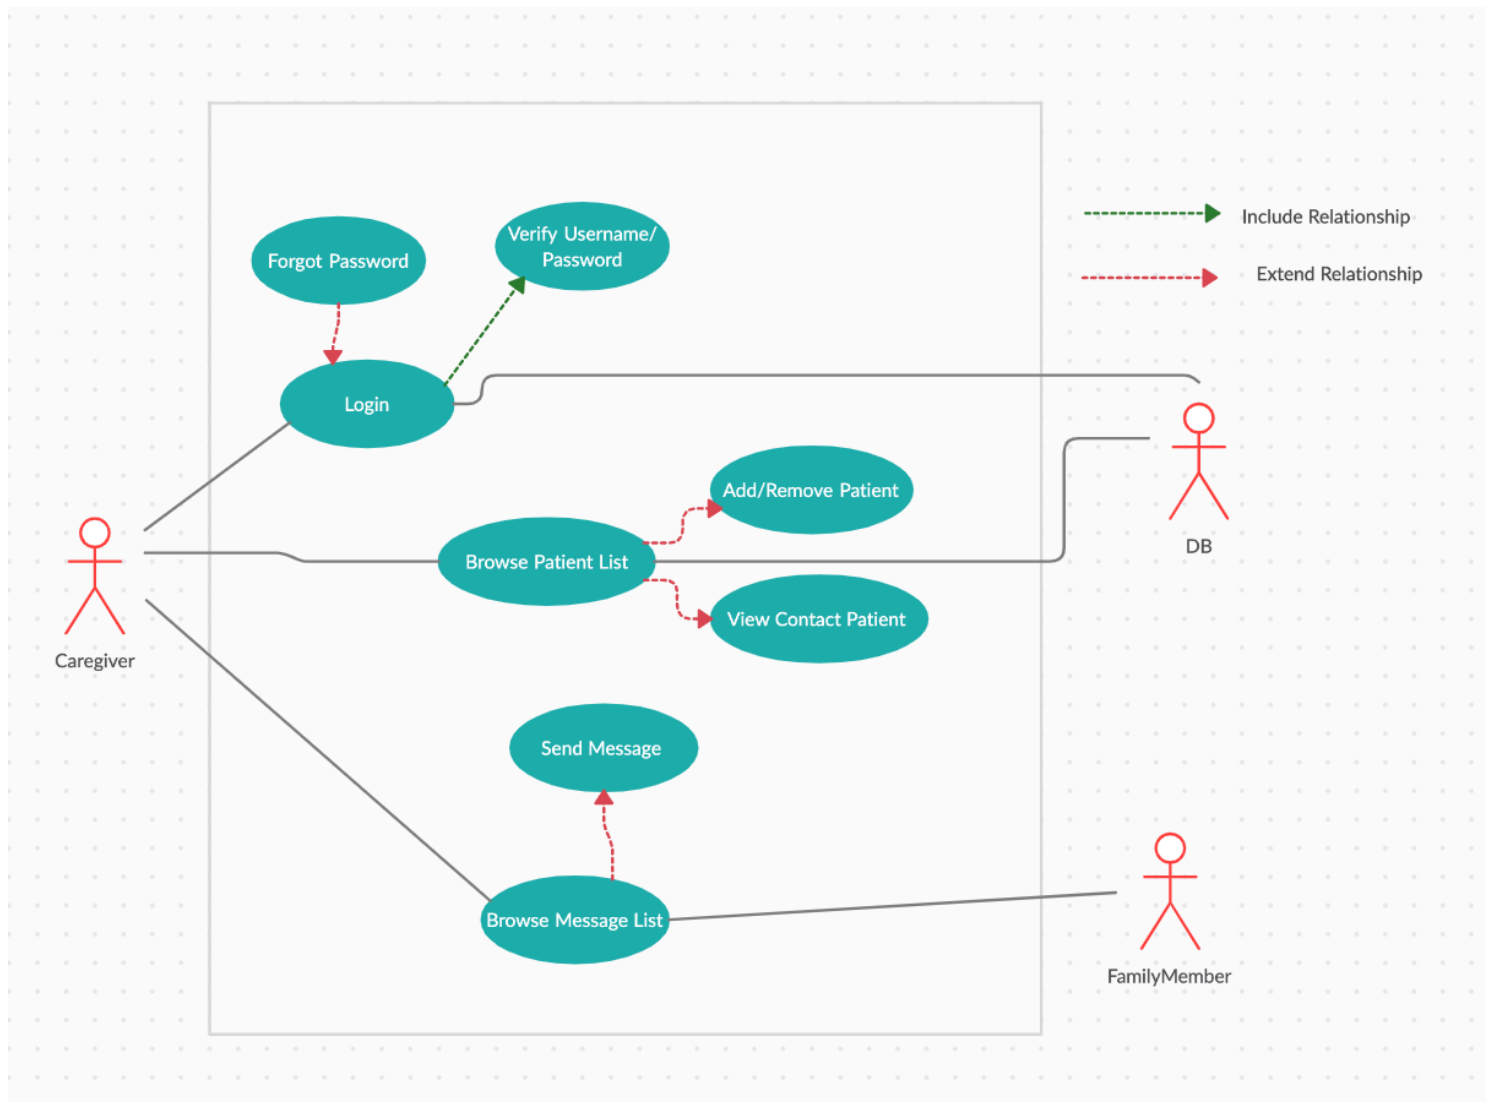 Forgot Password
Verify Username/
Password
Include Relationship
Extend Relationship
Login
Add/Remove Patient
DB
Browse Patient List
View Contact Patient
Caregiver
Send Message
Browse Message List
FamilyMember